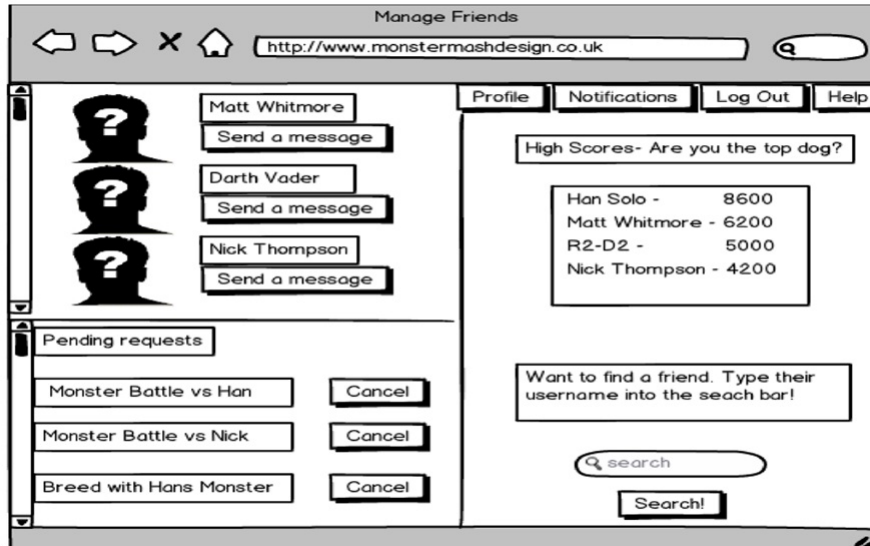 Manage Friends
http://www.monstermashdesign.co.uk
Profile
Notifications
Log Out
Help
Matt Whitmore
Send a message
Darth Vader
Send a message
Nick Thompson
Send a message
High Scores- Are you the top dog?
Han Solo - 8600
Matt Whitmore - 6200
R2-D2 - 5000
Nick Thompson - 4200
Pending requests
Monster Battle vs Han
Cancel
Monster Battle vs Nick
Cancel
Breed with Hans Monster
Cancel
Want to find a friend. Type their
username into the seach bar!
search
Search!